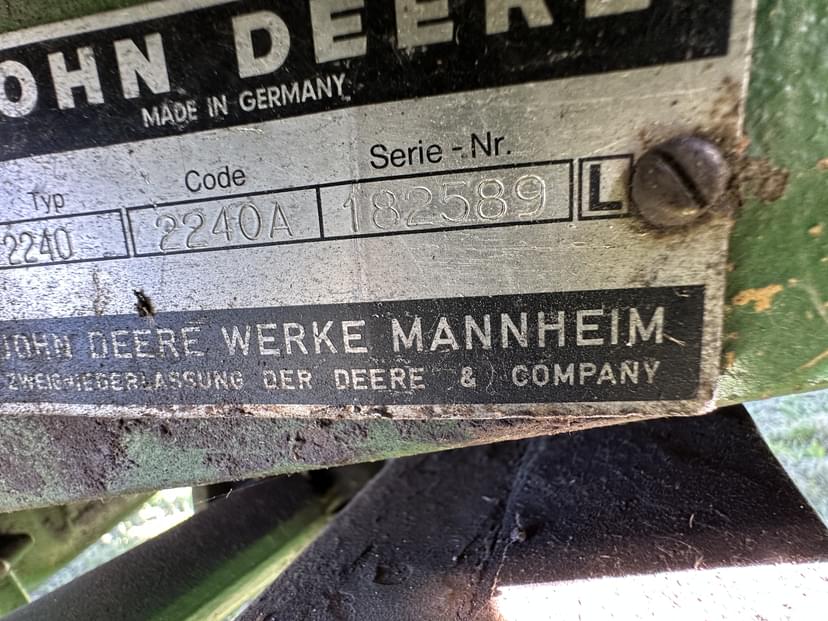 OHN DEERE
MADE IN GERMANY
Typ Code Serie-Nr.
2240 2240A 182589 L
JOHN DEERE WERKE MANNHEIM
ZWEIGNIEDERLASSUNG DER DEERE & COMPANY